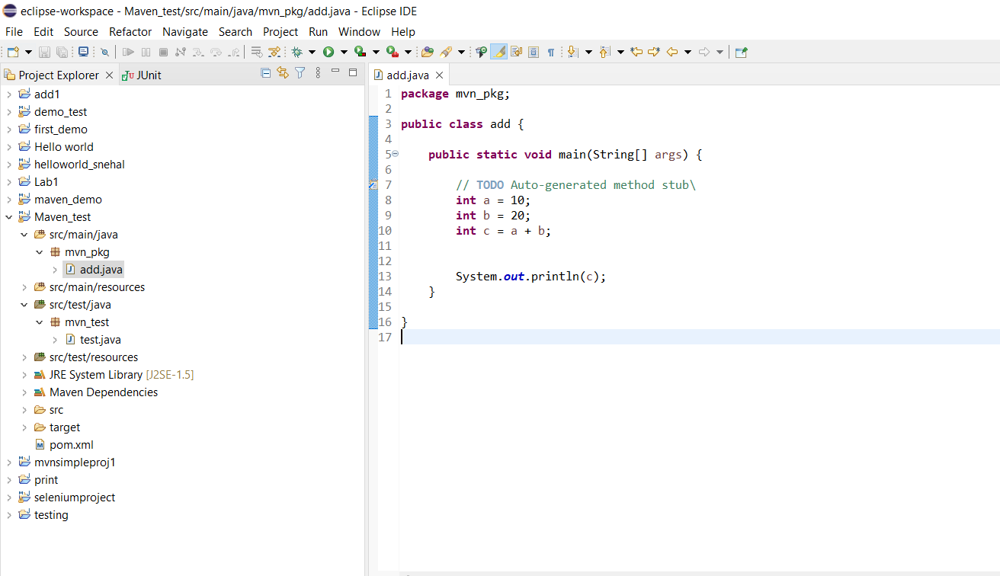 eclipse-workspace - Maven_test/src/main/java/mvn_pkg/add.java - Eclipse IDE
File Edit Source Refactor Navigate Search Project Run Window Help
Project Explorer JUnit
add1
demo_test
first_demo
Hello world
helloworld_snehal
Lab1
maven_demo
Maven_test
src/main/java
mvn_pkg
add.java
src/main/resources
src/test/java
mvn_test
test.java
src/test/resources
JRE System Library [J2SE-1.5]
Maven Dependencies
src
target
pom.xml
mvnsimpleproj1
print
seleniumproject
testing
add.java
1 package mvn_pkg;
2
3 public class add {
4
5 public static void main(String[] args) {
6
7 // TODO Auto-generated method stub\
8 int a = 10;
9 int b = 20;
10 int c = a + b;
11
12
13 System.out.println(c);
14 }
15
16 }
17